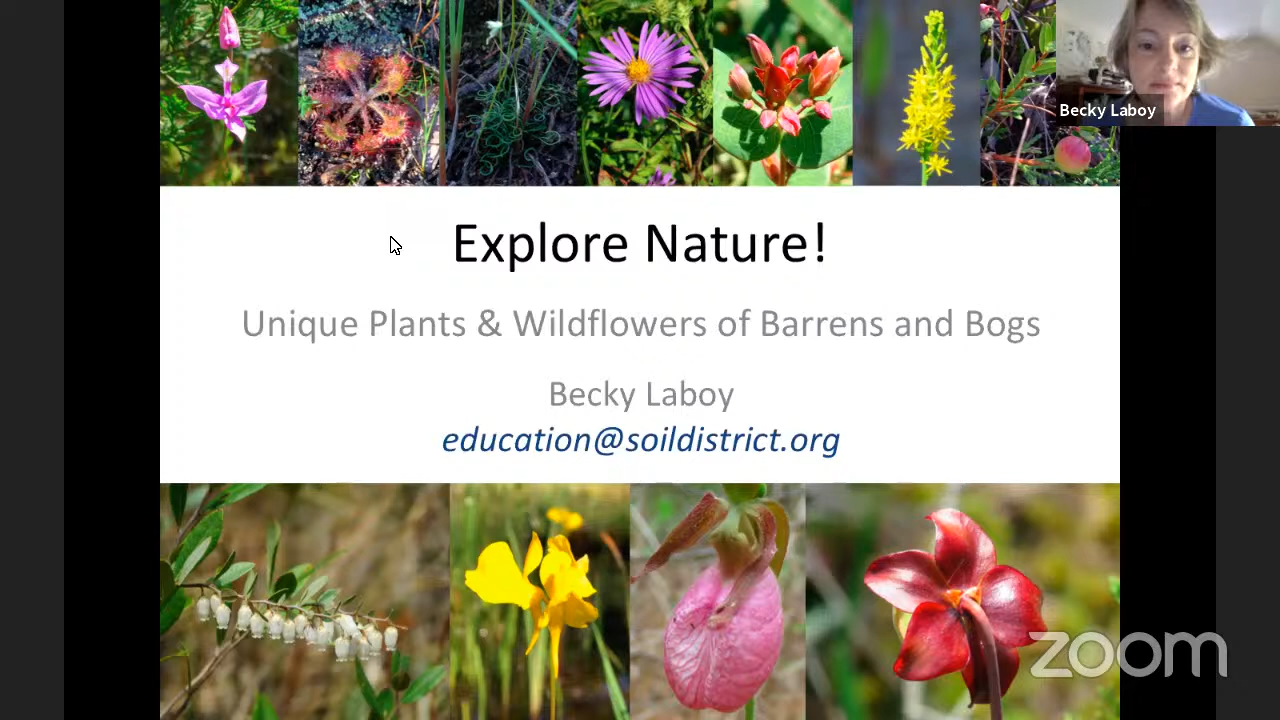 Becky Laboy
Explore Nature!
Unique Plants & Wildflowers of Barrens and Bogs
Becky Laboy
education@soildistrict.org
zoom